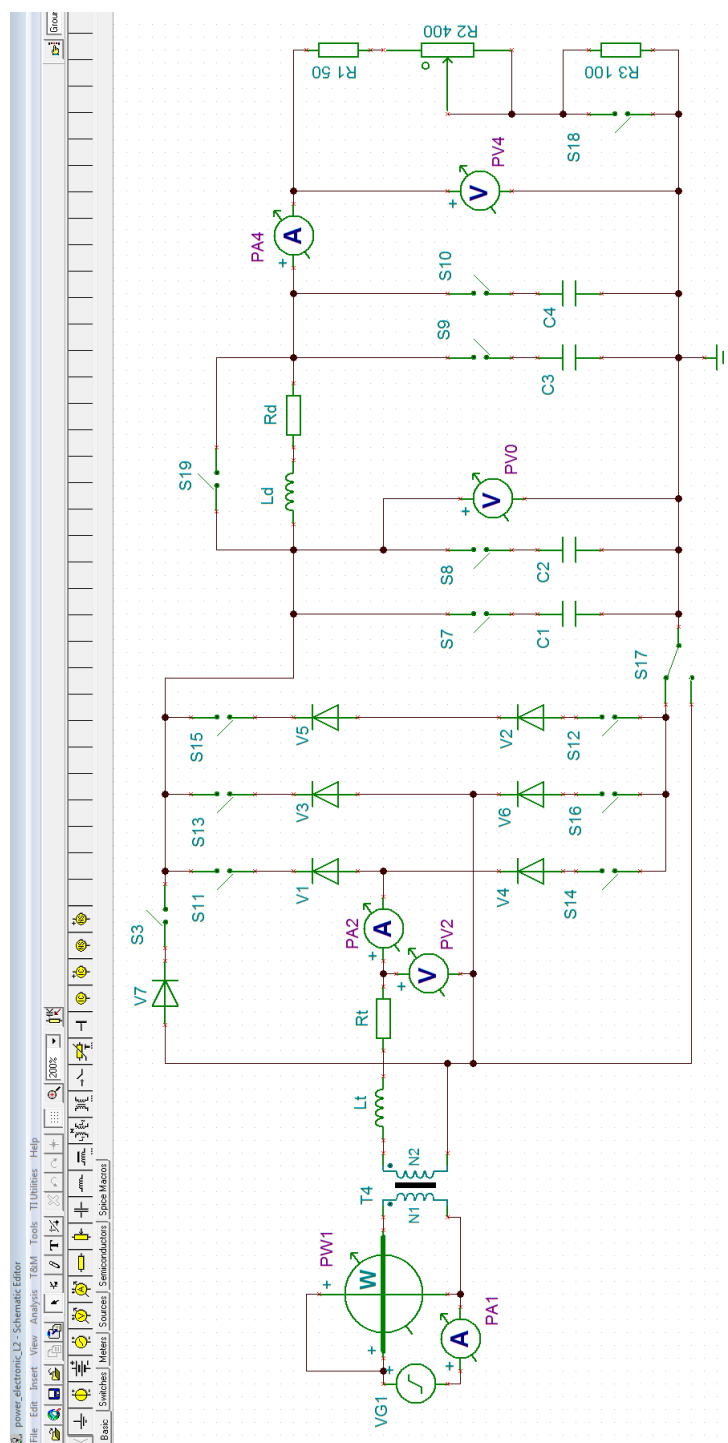 power_electronic_L2 - Schematic Editor
File Edit Insert View Analysis T&M Tools TI Utilities Help
200%
Basic Switches Meters Sources Semiconductors Spice Macros
VG1
PA1
A
PW1
W
T4
N1
N2
Lt
Rt
PA2
A
PV2
V
V7
S3
S11
S13
S15
V1
V3
V5
V4
V6
V2
S14
S16
S12
S17
S7
S8
C1
C2
PV0
V
S19
Ld
Rd
S9
S10
C3
C4
PA4
A
PV4
V
R1 50
R2 400
R3 100
S18